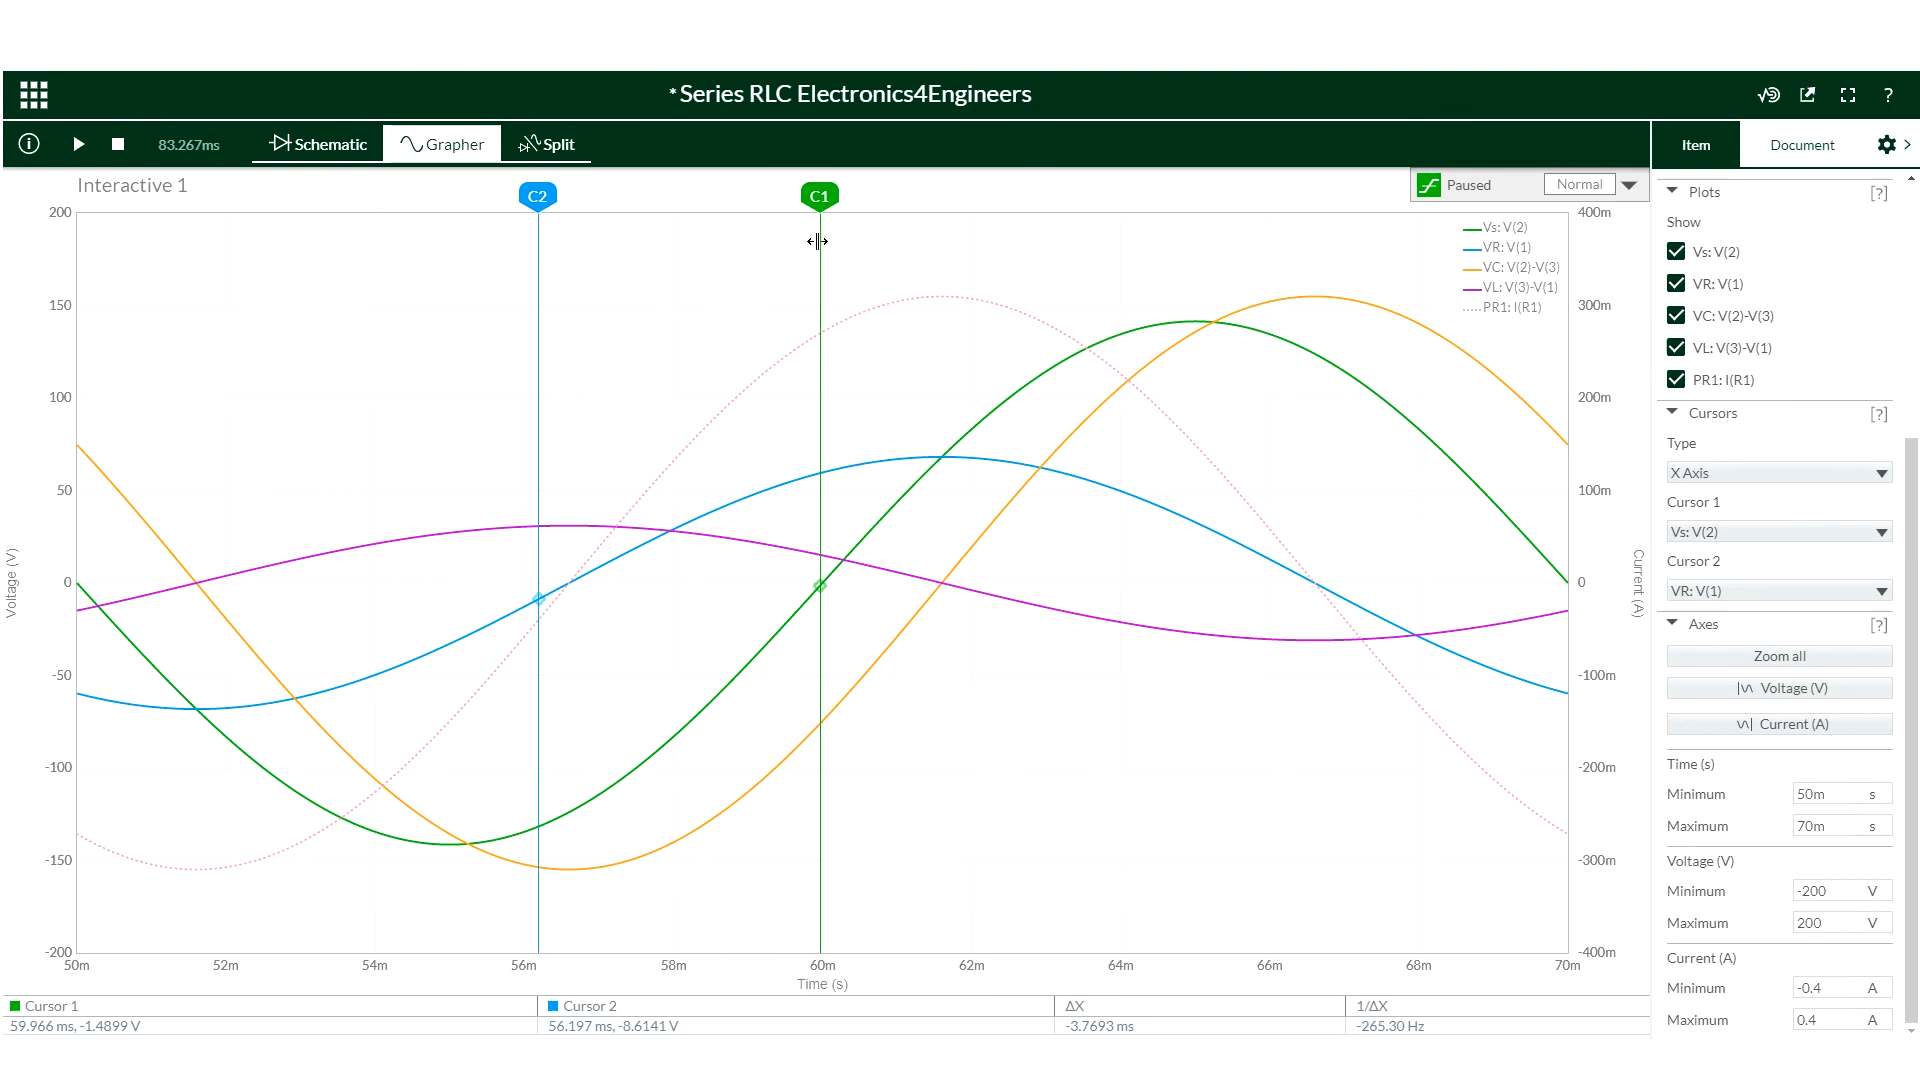 *Series RLC Electronics4Engineers
?
i
83.267ms
Schematic
Grapher
Split
Item
Document
Interactive 1
C2
C1
Paused
Normal
200
150
100
50
0
-50
-100
-150
-200
Voltage (V)
50m
52m
54m
56m
58m
60m
62m
64m
66m
68m
70m
Time (s)
400m
300m
200m
100m
0
-100m
-200m
-300m
-400m
Current (A)
Vs: V(2)
VR: V(1)
VC: V(2)-V(3)
VL: V(3)-V(1)
PR1: I(R1)
Cursor 1
Cursor 2
ΔX
1/ΔX
59.966 ms, -1.4899 V
56.197 ms, -8.6141 V
-3.7693 ms
-265.30 Hz
Plots [?]
Show
Vs: V(2)
VR: V(1)
VC: V(2)-V(3)
VL: V(3)-V(1)
PR1: I(R1)
Cursors [?]
Type
X Axis
Cursor 1
Vs: V(2)
Cursor 2
VR: V(1)
Axes [?]
Zoom all
Voltage (V)
Current (A)
Time (s)
Minimum 50m s
Maximum 70m s
Voltage (V)
Minimum -200 V
Maximum 200 V
Current (A)
Minimum -0.4 A
Maximum 0.4 A